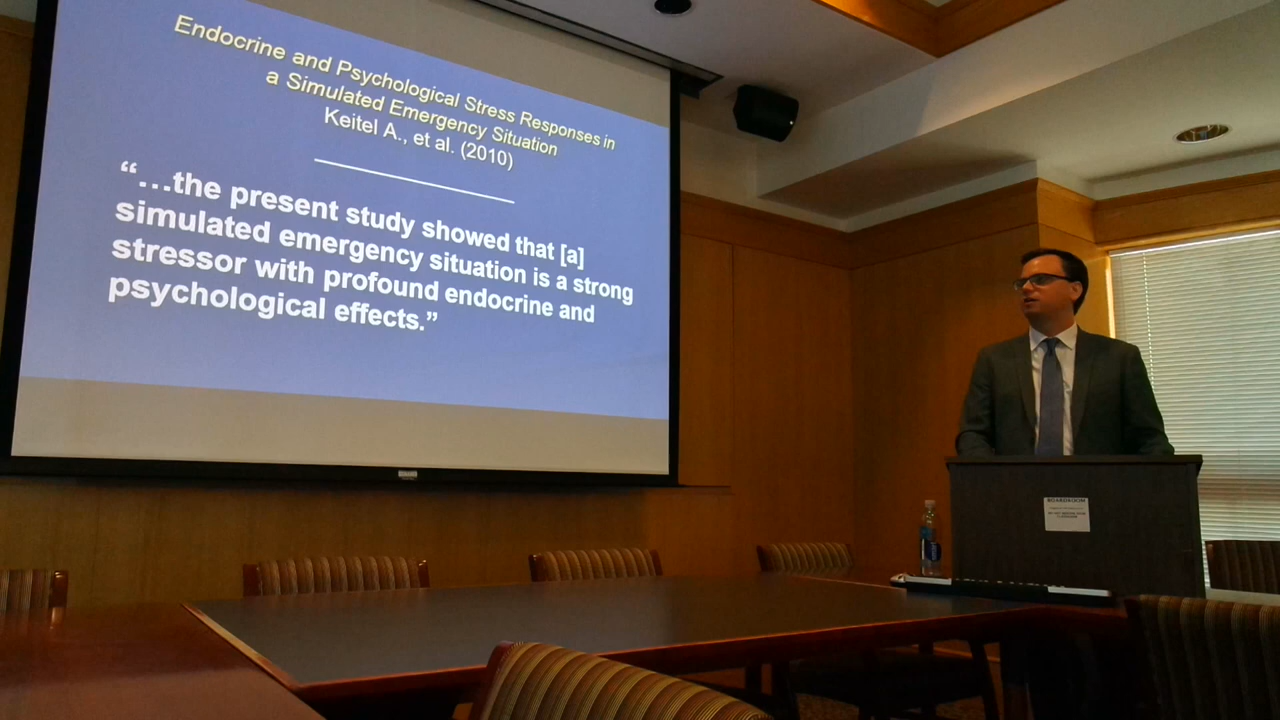 Endocrine and Psychological Stress Responses in
a Simulated Emergency Situation
Keitel A., et al. (2010)
“…the present study showed that [a]
simulated emergency situation is a strong
stressor with profound endocrine and
psychological effects.”
BOARDROOM